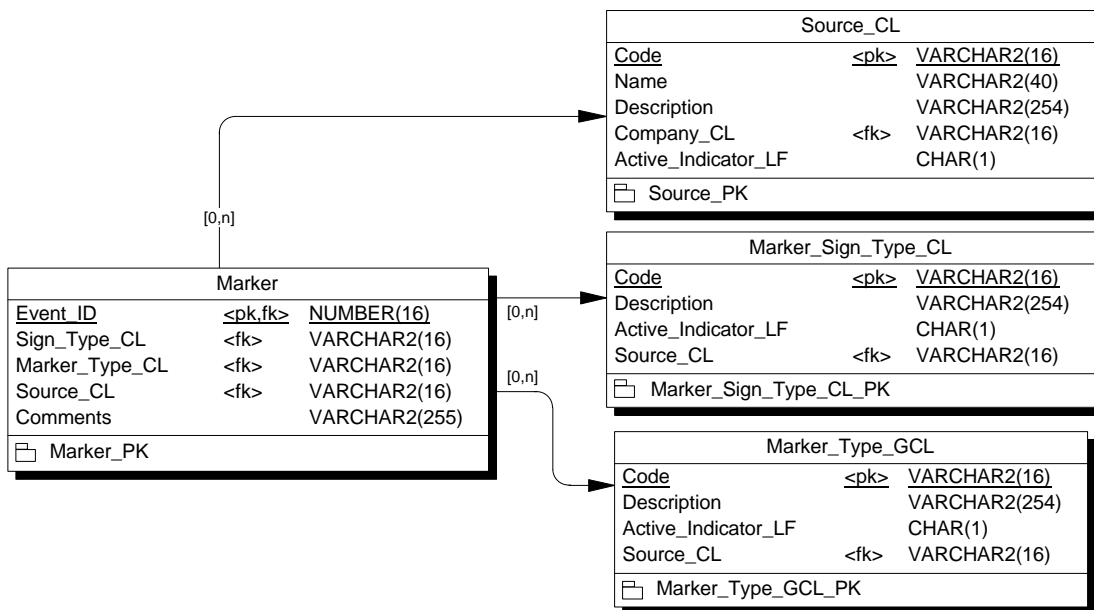 Source_CL
Code <pk> VARCHAR2(16)
Name VARCHAR2(40)
Description VARCHAR2(254)
Company_CL <fk> VARCHAR2(16)
Active_Indicator_LF CHAR(1)
Source_PK
[0,n]
Marker
Event_ID <pk,fk> NUMBER(16)
Sign_Type_CL <fk> VARCHAR2(16)
Marker_Type_CL <fk> VARCHAR2(16)
Source_CL <fk> VARCHAR2(16)
Comments VARCHAR2(255)
Marker_PK
[0,n]
Marker_Sign_Type_CL
Code <pk> VARCHAR2(16)
Description VARCHAR2(254)
Active_Indicator_LF CHAR(1)
Source_CL <fk> VARCHAR2(16)
Marker_Sign_Type_CL_PK
[0,n]
Marker_Type_GCL
Code <pk> VARCHAR2(16)
Description VARCHAR2(254)
Active_Indicator_LF CHAR(1)
Source_CL <fk> VARCHAR2(16)
Marker_Type_GCL_PK